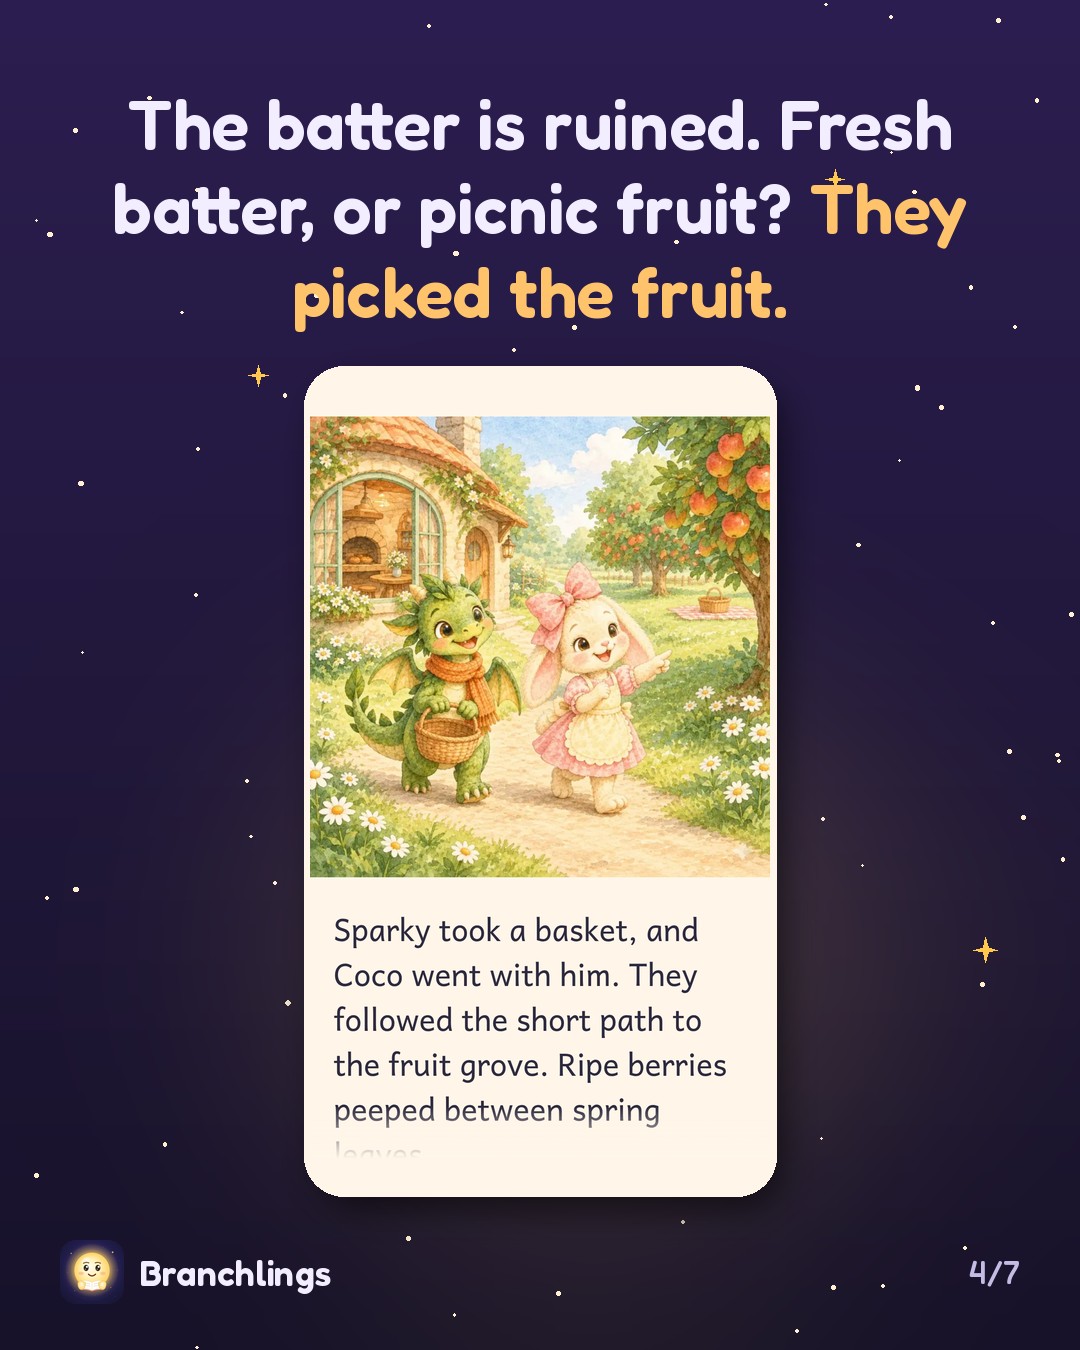 The batter is ruined. Fresh
batter, or picnic fruit? They
picked the fruit.
Sparky took a basket, and
Coco went with him. They
followed the short path to
the fruit grove. Ripe berries
peeped between spring
leaves
Branchlings
4/7